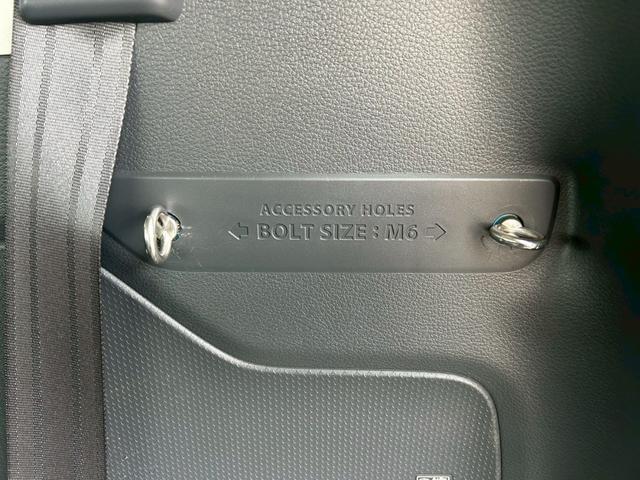 ACCESSORY HOLES
⇦ BOLT SIZE : M6 ⇨